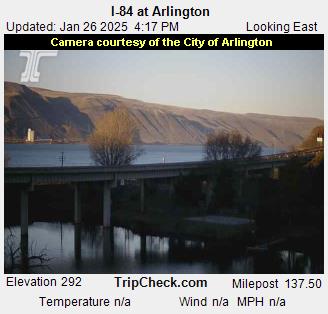 I-84 at Arlington
Updated: Jan 26 2025 4:17 PM Looking East
Camera courtesy of the City of Arlington
Elevation 292 TripCheck.com Milepost 137.50
Temperature n/a Wind n/a MPH n/a